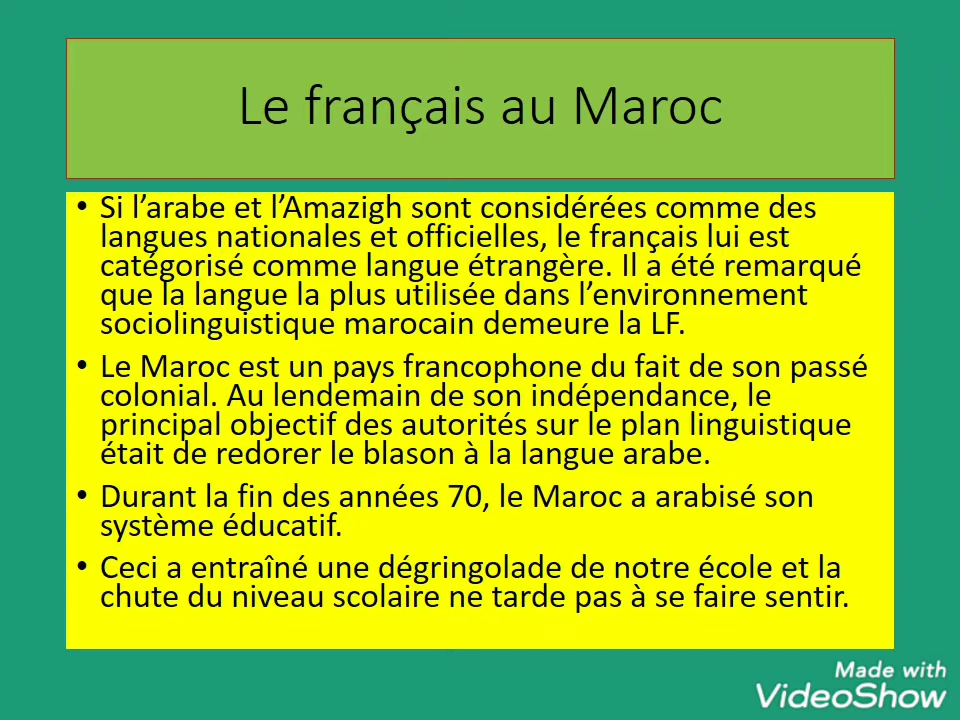 Le français au Maroc
• Si l’arabe et l’Amazigh sont considérées comme des
langues nationales et officielles, le français lui est
catégorisé comme langue étrangère. Il a été remarqué
que la langue la plus utilisée dans l’environnement
sociolinguistique marocain demeure la LF.
• Le Maroc est un pays francophone du fait de son passé
colonial. Au lendemain de son indépendance, le
principal objectif des autorités sur le plan linguistique
était de redorer le blason à la langue arabe.
• Durant la fin des années 70, le Maroc a arabisé son
système éducatif.
• Ceci a entraîné une dégringolade de notre école et la
chute du niveau scolaire ne tarde pas à se faire sentir.
Made with
VideoShow